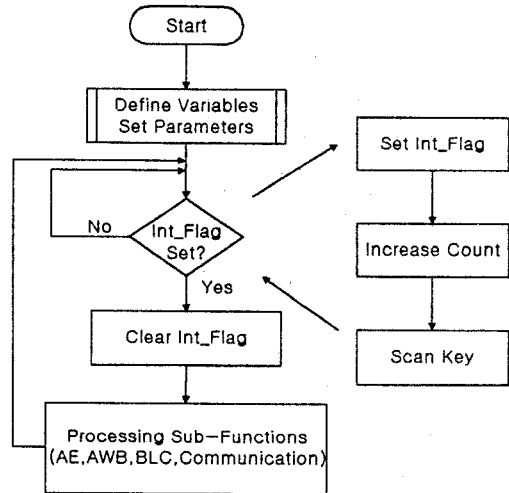 Start
Define Variables
Set Parameters
Int_Flag
Set?
No
Yes
Clear Int_Flag
Processing Sub-Functions
(AE,AWB,BLC,Communication)
Set Int_Flag
Increase Count
Scan Key